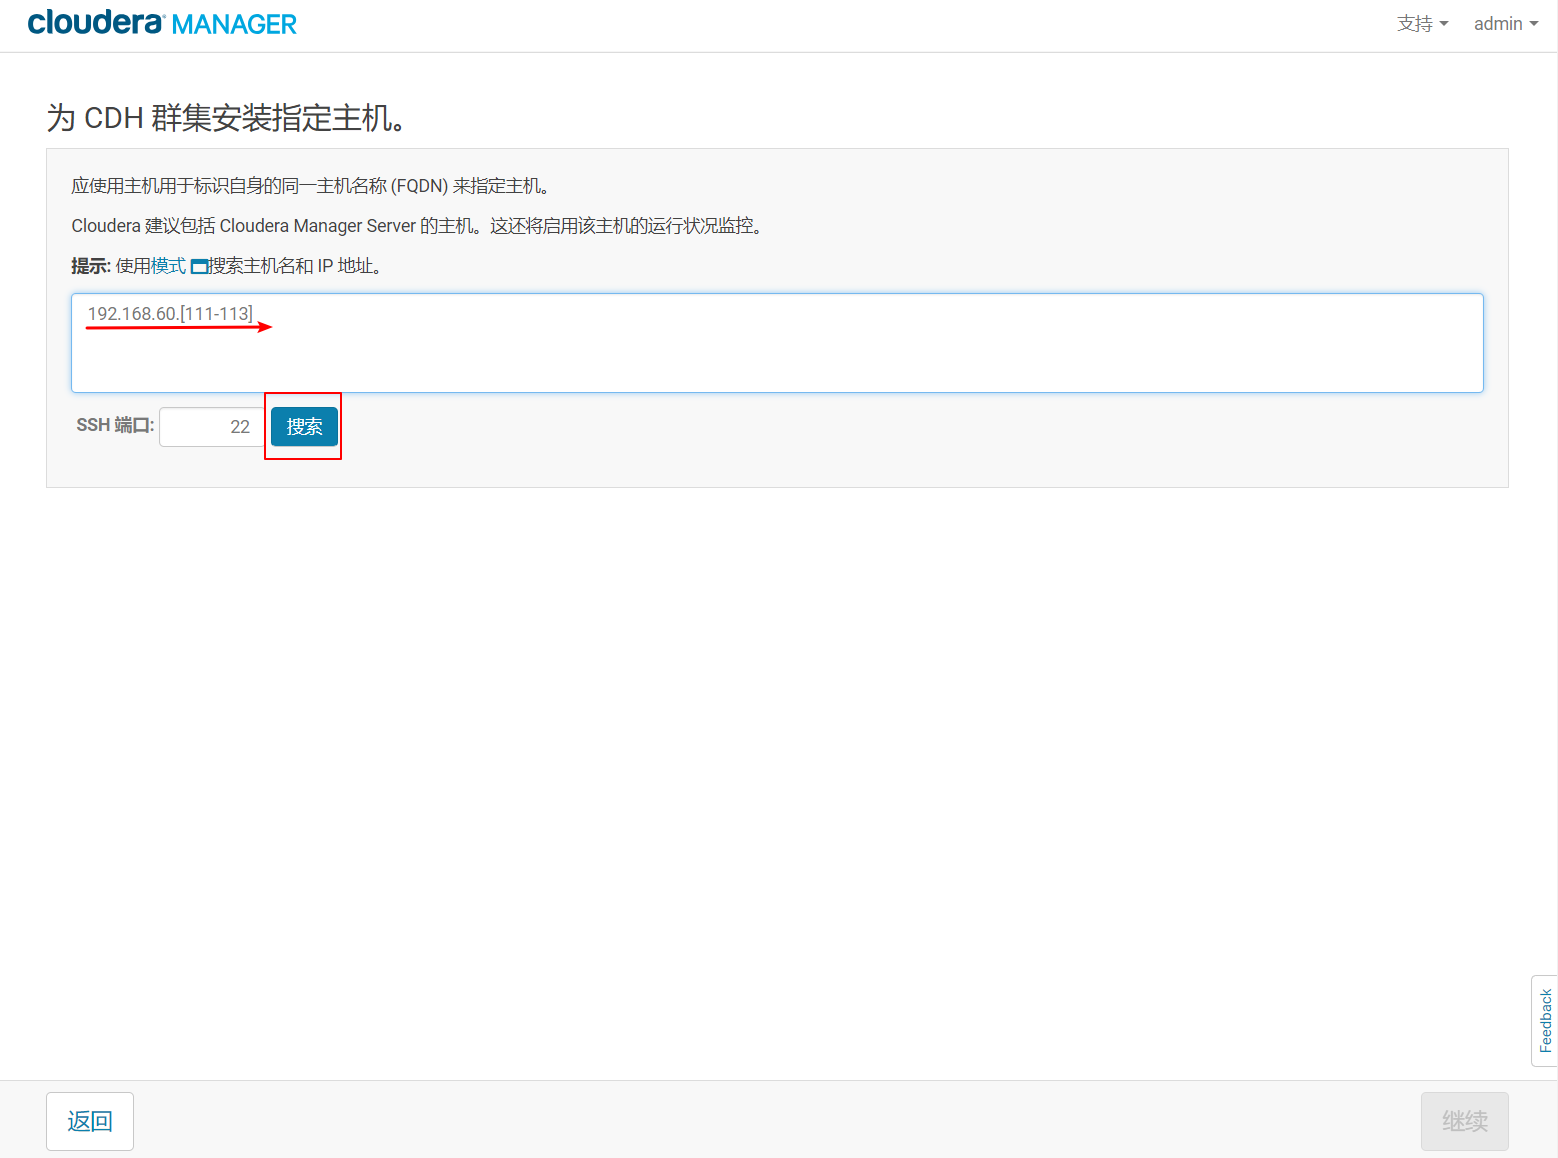 cloudera MANAGER
支持 admin
为 CDH 群集安装指定主机。
应使用主机用于标识自身的同一主机名称 (FQDN) 来指定主机。
Cloudera 建议包括 Cloudera Manager Server 的主机。这还将启用该主机的运行状况监控。
提示: 使用模式 搜索主机名和 IP 地址。
192.168.60.[111-113]
SSH 端口: 22 搜索
Feedback
返回 继续